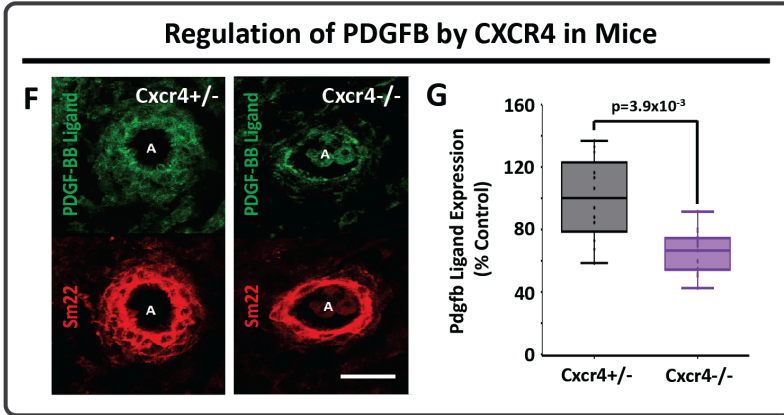 Regulation of PDGFB by CXCR4 in Mice
F
Cxcr4+/-
Cxcr4-/-
PDGF-BB Ligand
A
PDGF-BB Ligand
A
Sm22
A
Sm22
A
G
p=3.9x10-3
Pdgfb Ligand Expression
(% Control)
160
120
80
60
40
0
Cxcr4+/-
Cxcr4-/-